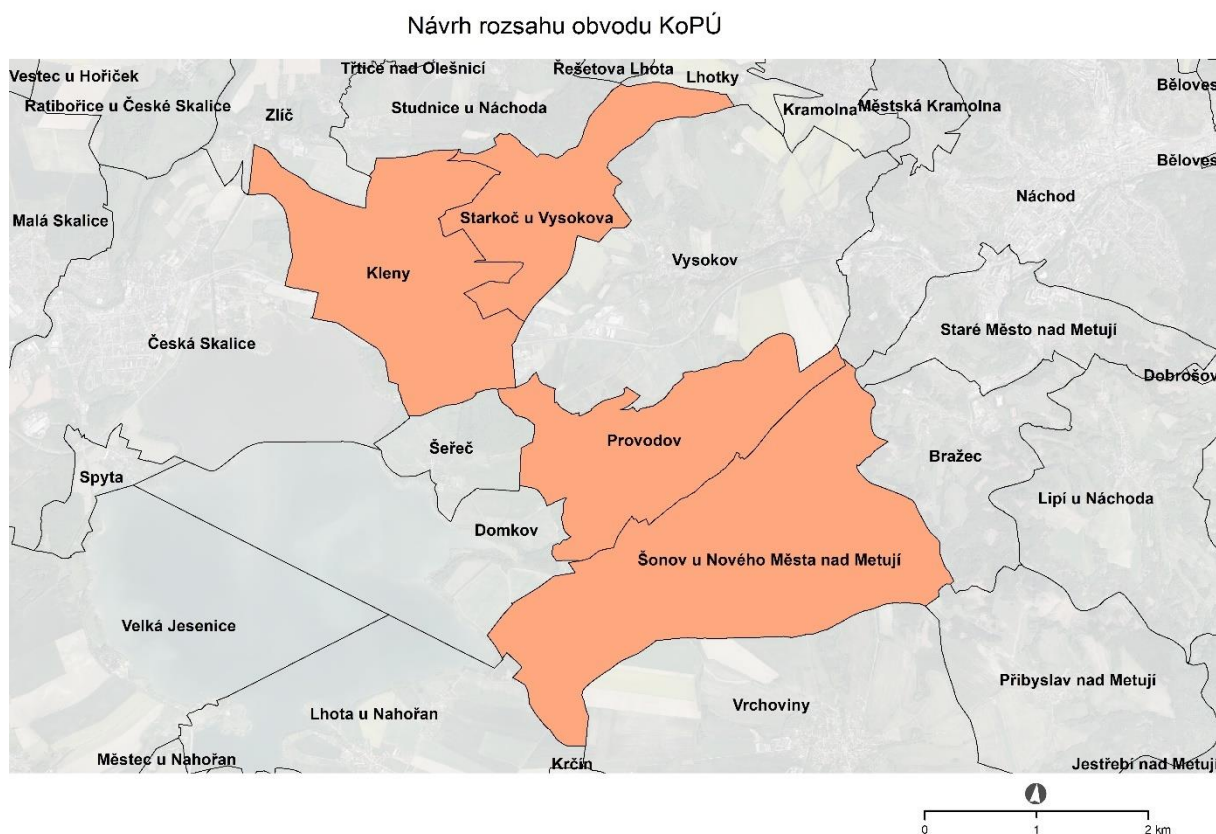 Návrh rozsahu obvodu KoPÚ
Vestec u Hořiček
Třtice nad Olešnicí
Řešetova Lhota
Lhotky
Běloves
Ratibořice u České Skalice
Zlíč
Studnice u Náchoda
Kramolna
Městská Kramolna
Běloves
Malá Skalice
Starkoč u Vysokova
Náchod
Kleny
Vysokov
Česká Skalice
Staré Město nad Metují
Dobrošov
Šeřeč
Provodov
Bražec
Spyta
Lipí u Náchoda
Domkov
Šonov u Nového Města nad Metují
Velká Jesenice
Přibyslav nad Metují
Lhota u Nahořan
Vrchoviny
Městec u Nahořan
Krčín
Jestřebí nad Metují
0 1 2 km